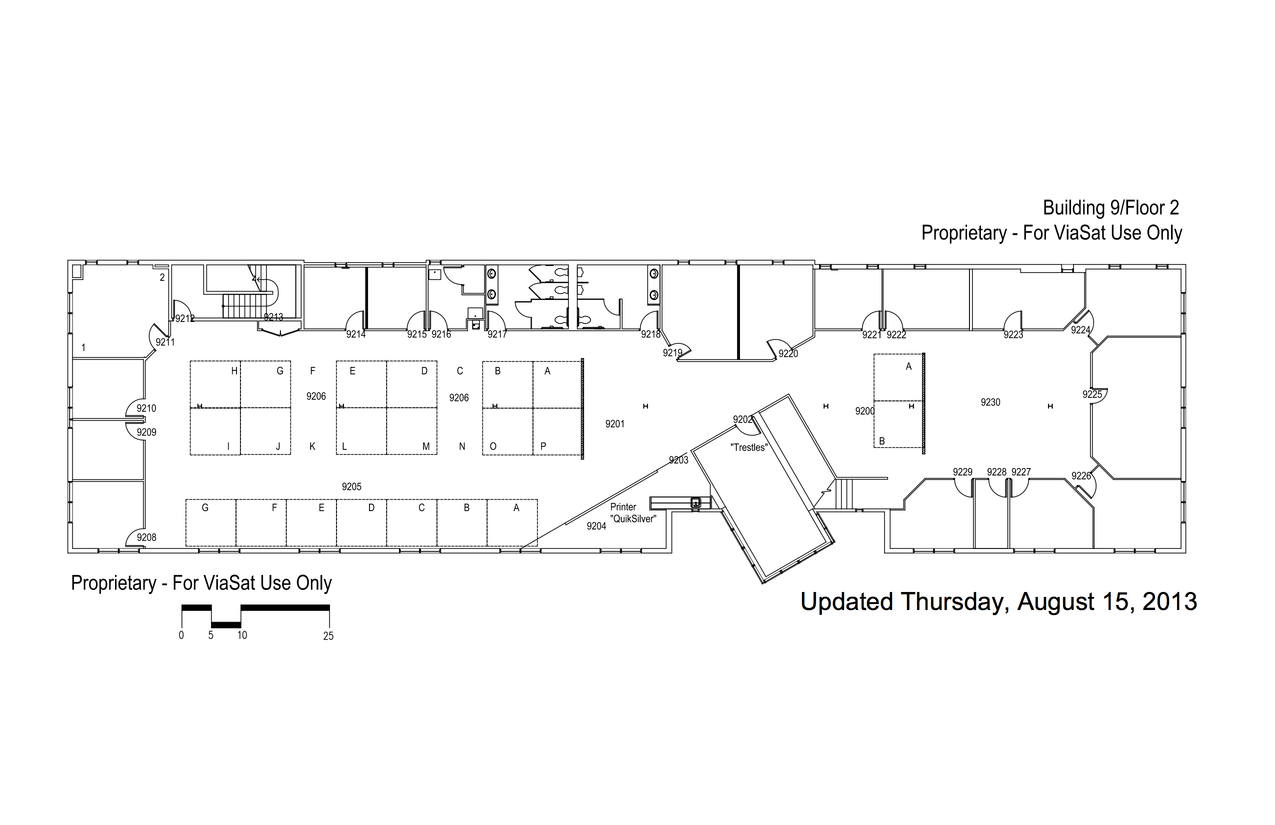 Building 9/Floor 2
Proprietary - For ViaSat Use Only
2
9212
9213
1
9211
9214
9215
9216
9217
9218
9219
9220
9221
9222
9223
9224
H
G
F
E
D
C
B
A
A
9206
9206
9225
9210
9200
9230
9201
9202
9209
I
J
K
L
M
N
O
P
B
"Trestles"
9203
9229
9228
9227
9226
9205
G
F
E
D
C
B
A
Printer
"QuikSilver"
9204
9208
Proprietary - For ViaSat Use Only
Updated Thursday, August 15, 2013
0
5
10
25